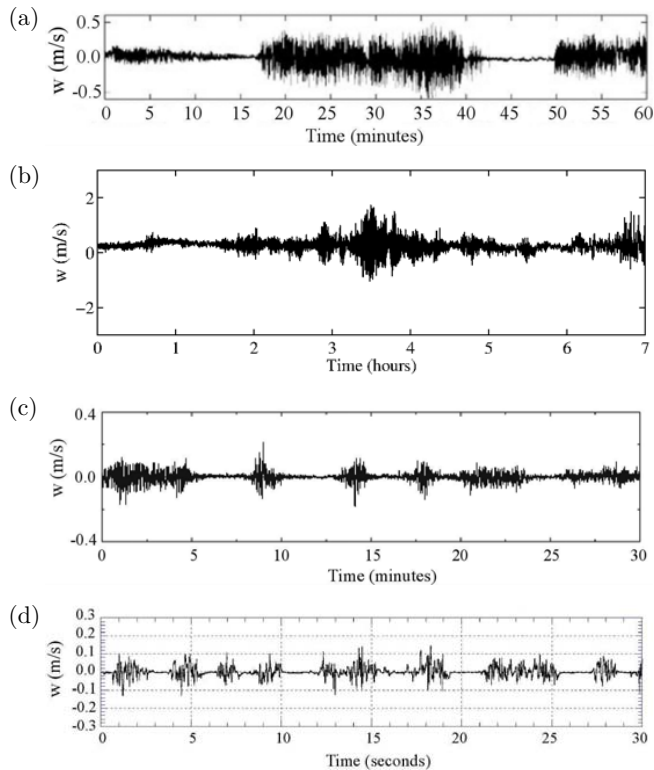 (a)
w (m/s)
0.5
0.0
-0.5
0 5 10 15 20 25 30 35 40 45 50 55 60
Time (minutes)
(b)
w (m/s)
2
0
−2
0 1 2 3 4 5 6 7
Time (hours)
(c)
w (m/s)
0.4
0.0
-0.4
0 5 10 15 20 25 30
Time (minutes)
(d)
w (m/s)
0.3
0.2
0.1
0.0
-0.1
-0.2
-0.3
0 5 10 15 20 25 30
Time (seconds)